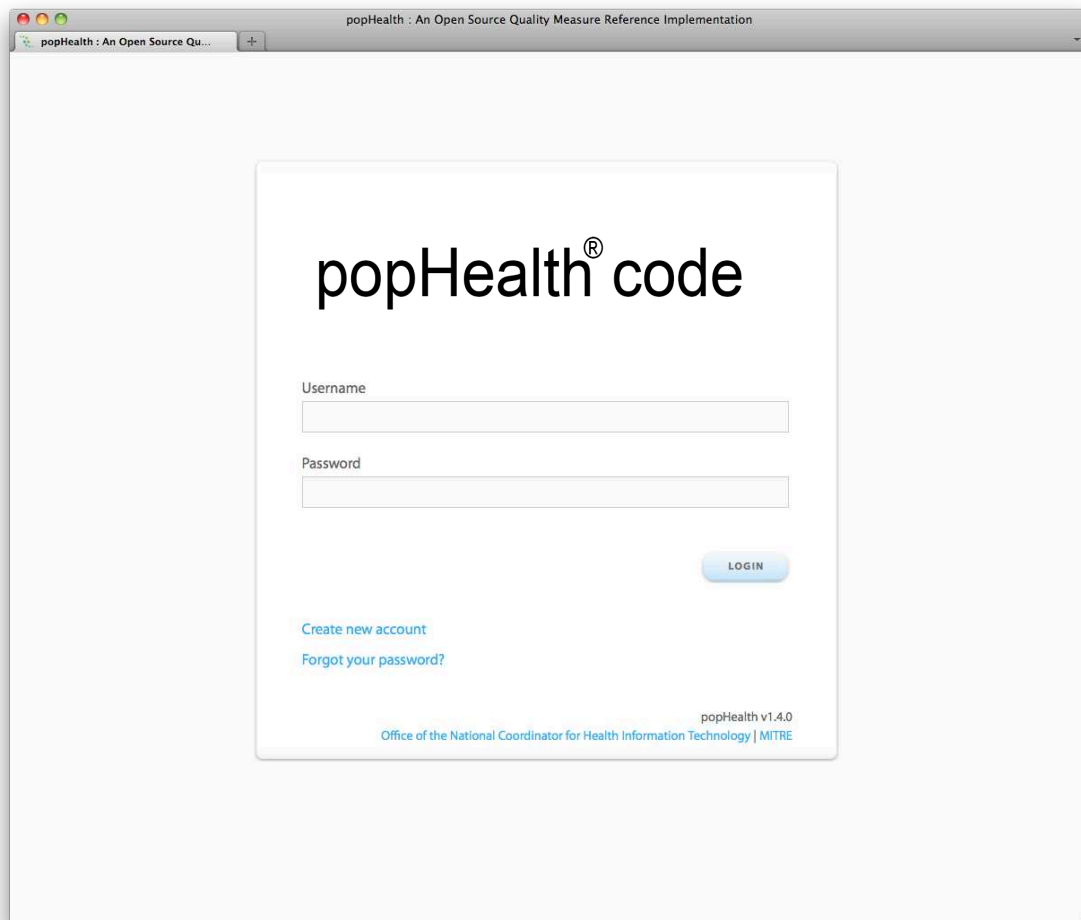 popHealth : An Open Source Quality Measure Reference Implementation
popHealth : An Open Source Qu...
popHealth® code
Username
Password
LOGIN
Create new account
Forgot your password?
popHealth v1.4.0
Office of the National Coordinator for Health Information Technology | MITRE